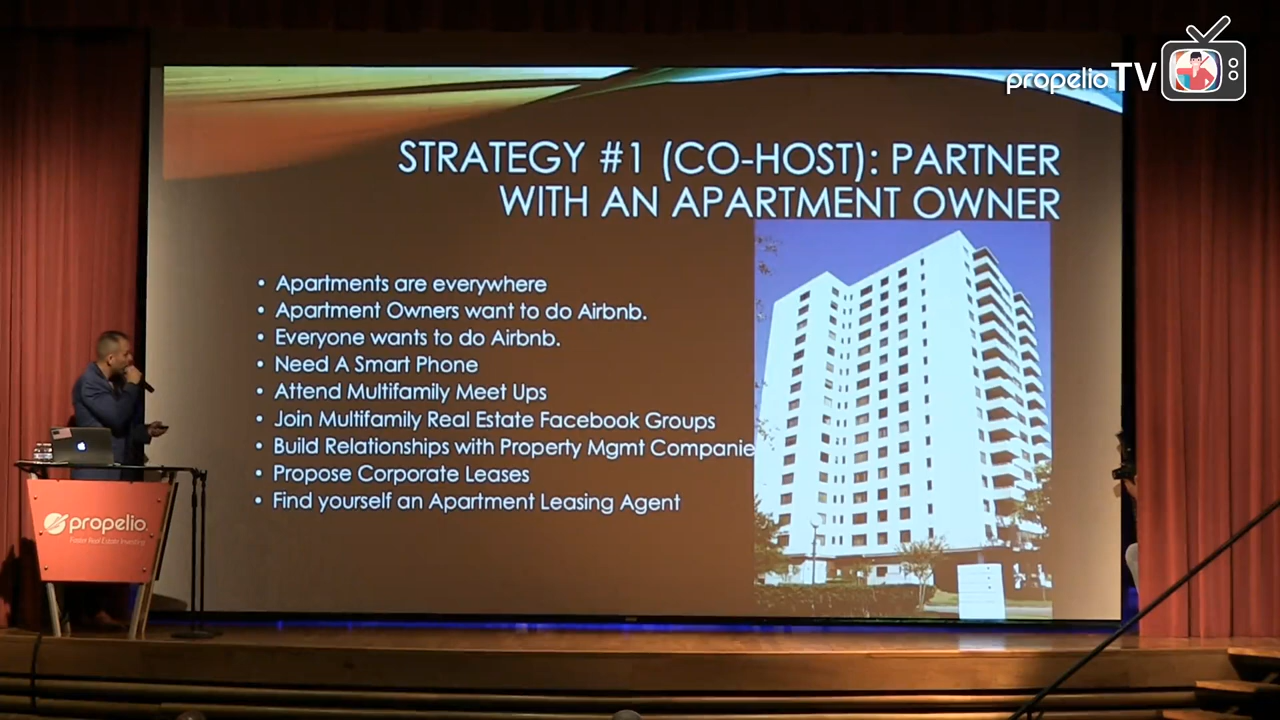 propelio TV
STRATEGY #1 (CO-HOST): PARTNER
WITH AN APARTMENT OWNER
• Apartments are everywhere
• Apartment Owners want to do Airbnb.
• Everyone wants to do Airbnb.
• Need A Smart Phone
• Attend Multifamily Meet Ups
• Join Multifamily Real Estate Facebook Groups
• Build Relationships with Property Mgmt Companie
• Propose Corporate Leases
• Find yourself an Apartment Leasing Agent
propelio.
Faster Real Estate Investing